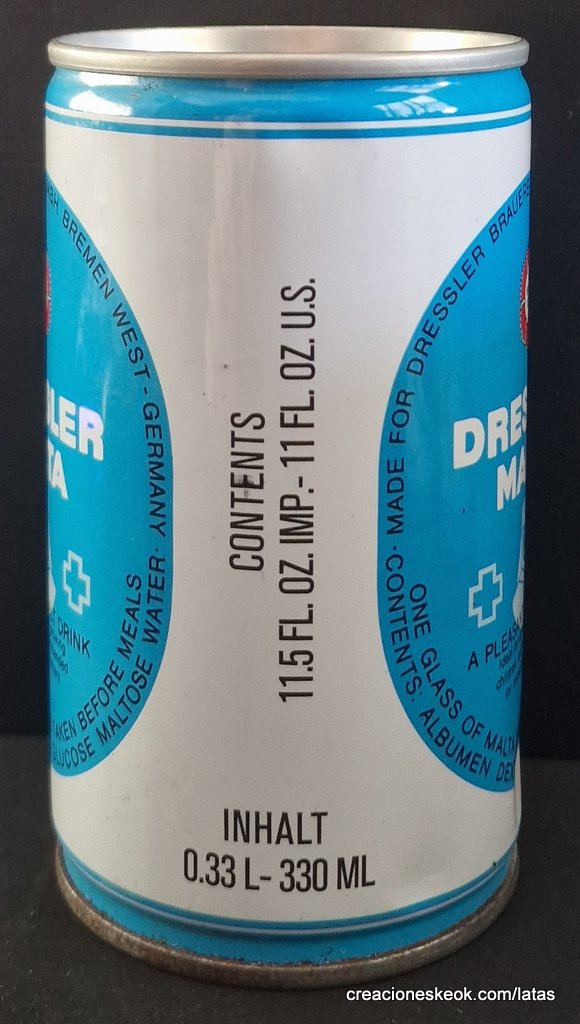 BREMEN WEST-GERMANY
LER
TA
DRINK
TAKEN BEFORE MEALS
GLUCOSE MALTOSE WATER·
CONTENTS
11.5 FL. OZ. IMP.- 11 FL. OZ. U.S.
INHALT
0.33 L- 330 ML
·MADE FOR DRESSLER BRAUERE
DRES
MA
A PLEAS
ONE GLASS OF MALT
CONTENTS: ALBUMEN DEX
creacioneskeok.com/latas